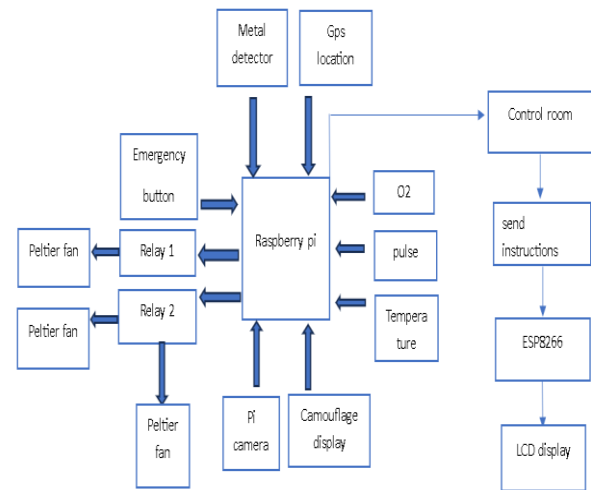 Metal
detector
Gps
location
Control room
Emergency
button
O2
Raspberry pi
send
instructions
Peltier fan
Relay 1
pulse
Peltier fan
Relay 2
Tempera
ture
ESP8266
Peltier
fan
Pi
camera
Camouflage
display
LCD display